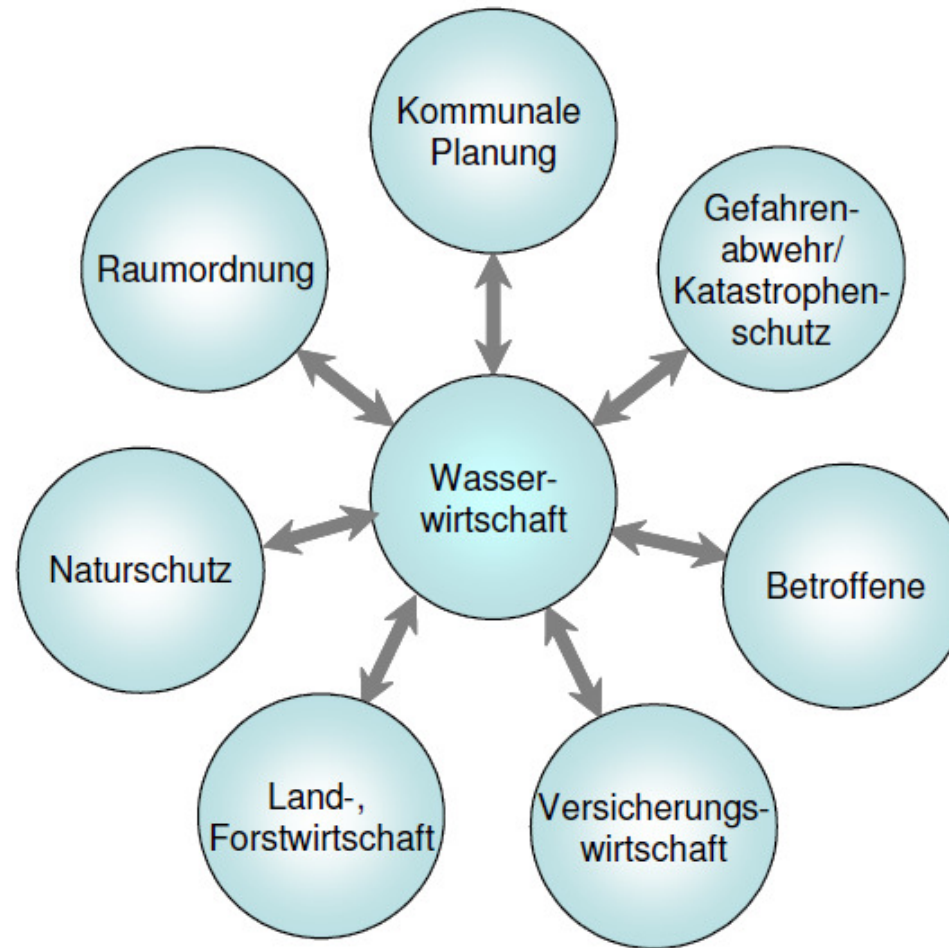 Kommunale
Planung
Gefahren-
abwehr/
Katastrophen-
schutz
Raumordnung
Wasser-
wirtschaft
Naturschutz
Betroffene
Land-,
Forstwirtschaft
Versicherungs-
wirtschaft